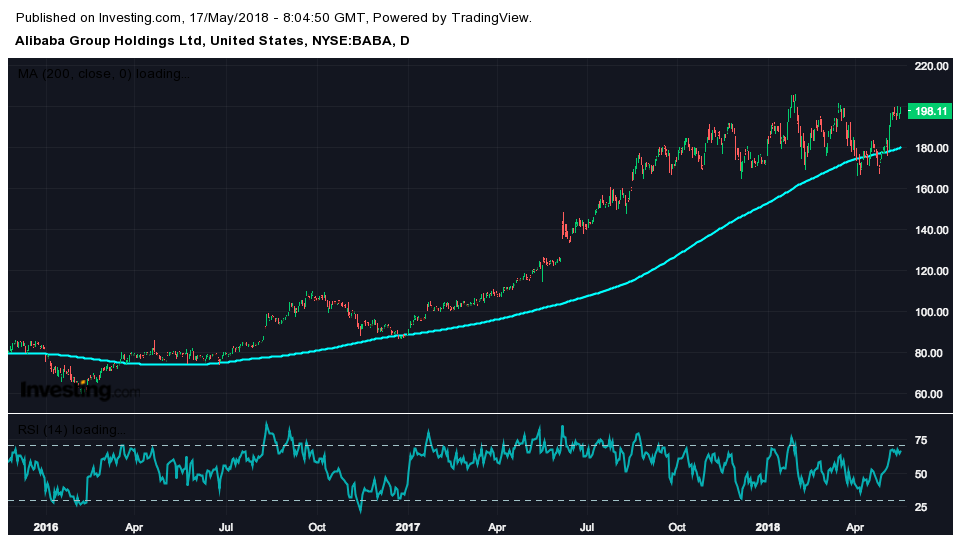 Published on Investing.com, 17/May/2018 - 8:04:50 GMT, Powered by TradingView.
Alibaba Group Holdings Ltd, United States, NYSE:BABA, D
MA (200, close, 0) loading...
220.00
198.11
180.00
160.00
140.00
120.00
100.00
80.00
60.00
Investing.com
RSI (14) loading...
75
50
25
2016 Apr Jul Oct 2017 Apr Jul Oct 2018 Apr